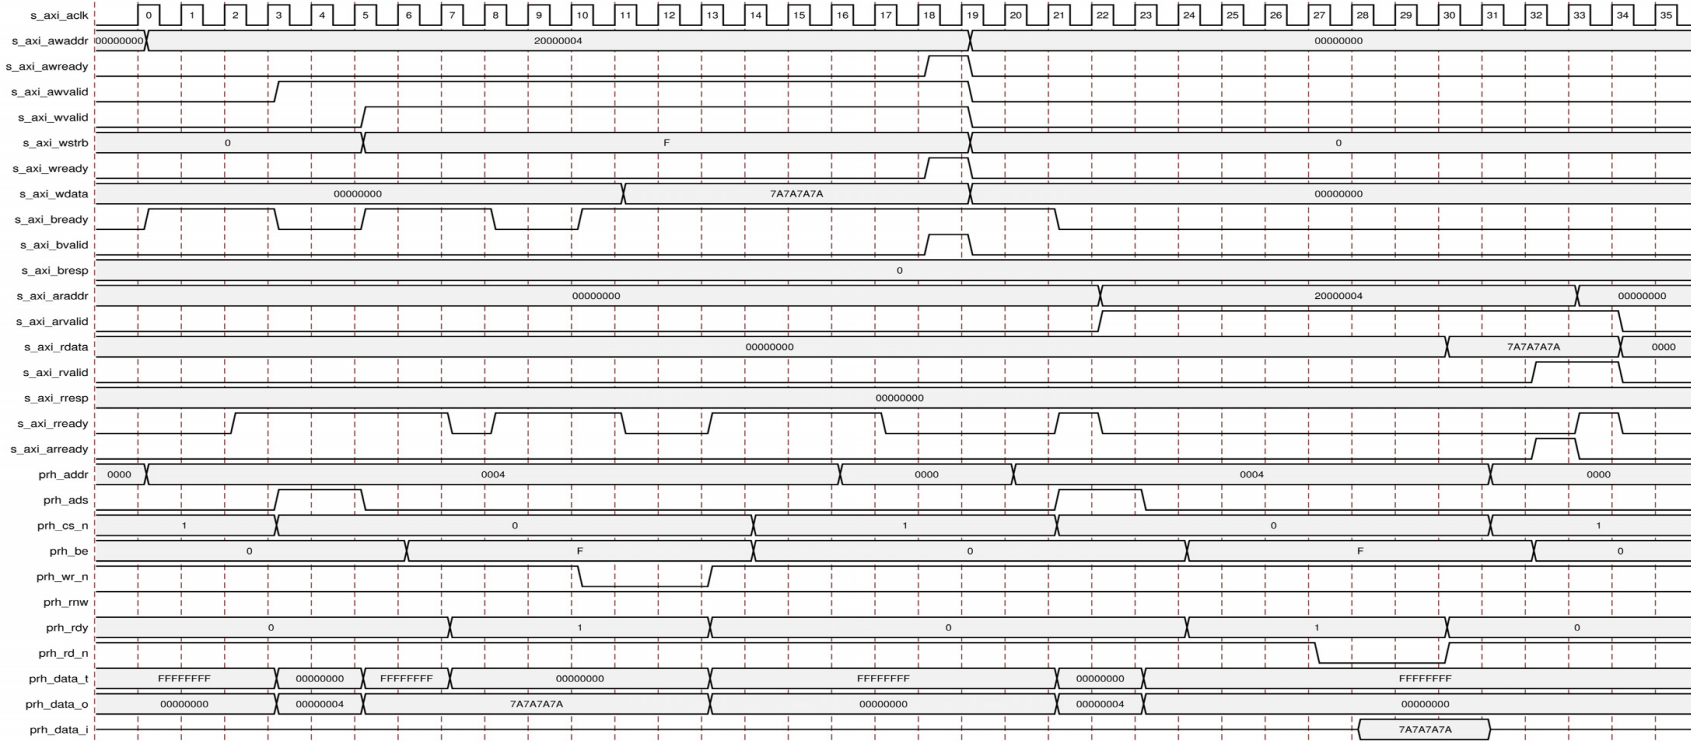 s_axi_aclk 0 1 2 3 4 5 6 7 8 9 10 11 12 13 14 15 16 17 18 19 20 21 22 23 24 25 26 27 28 29 30 31 32 33 34 35
s_axi_awaddr 00000000 20000004 00000000
s_axi_awready
s_axi_awvalid
s_axi_wvalid
s_axi_wstrb 0 F 0
s_axi_wready
s_axi_wdata 00000000 7A7A7A7A 00000000
s_axi_bready
s_axi_bvalid
s_axi_bresp 0
s_axi_araddr 00000000 20000004 00000000
s_axi_arvalid
s_axi_rdata 00000000 7A7A7A7A 0000
s_axi_rvalid
s_axi_rresp 00000000
s_axi_rready
s_axi_arready
prh_addr 0000 0004 0000 0004 0000
prh_ads
prh_cs_n 1 0 1 0 1
prh_be 0 F 0 F 0
prh_wr_n
prh_rnw
prh_rdy 0 1 0 1 0
prh_rd_n
prh_data_t FFFFFFFF 00000000 FFFFFFFF 00000000 FFFFFFFF 00000000 FFFFFFFF
prh_data_o 00000000 00000004 7A7A7A7A 00000000 00000004 00000000
prh_data_i 7A7A7A7A